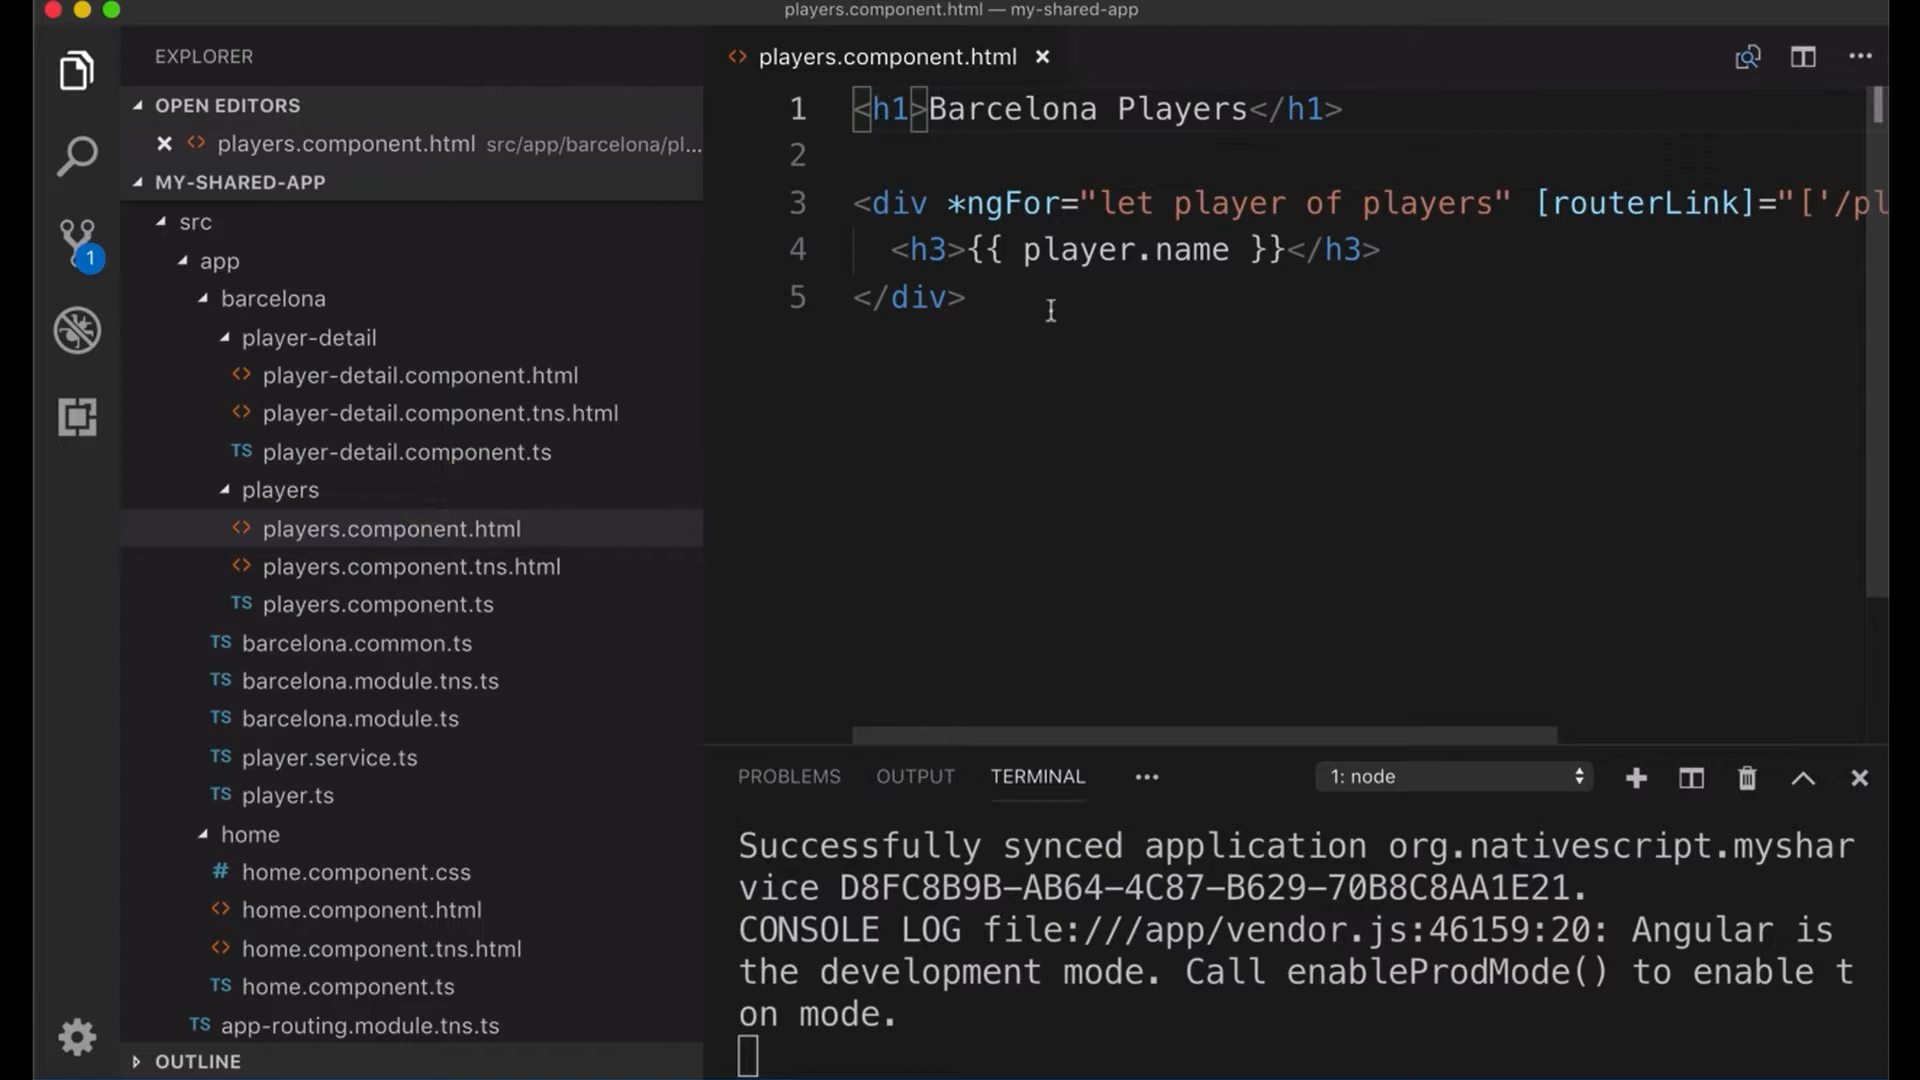 players.component.html — my-shared-app
EXPLORER
OPEN EDITORS
players.component.html src/app/barcelona/pl...
MY-SHARED-APP
src
app
barcelona
player-detail
player-detail.component.html
player-detail.component.tns.html
TS player-detail.component.ts
players
players.component.html
players.component.tns.html
TS players.component.ts
TS barcelona.common.ts
TS barcelona.module.tns.ts
TS barcelona.module.ts
TS player.service.ts
TS player.ts
home
# home.component.css
home.component.html
home.component.tns.html
TS home.component.ts
TS app-routing.module.tns.ts
OUTLINE
1
players.component.html
1 <h1>Barcelona Players</h1>
2
3 <div *ngFor="let player of players" [routerLink]="['/pl
4 <h3>{{ player.name }}</h3>
5 </div>
PROBLEMS OUTPUT TERMINAL ... 1: node
Successfully synced application org.nativescript.myshar
vice D8FC8B9B-AB64-4C87-B629-70B8C8AA1E21.
CONSOLE LOG file:///app/vendor.js:46159:20: Angular is
the development mode. Call enableProdMode() to enable t
on mode.